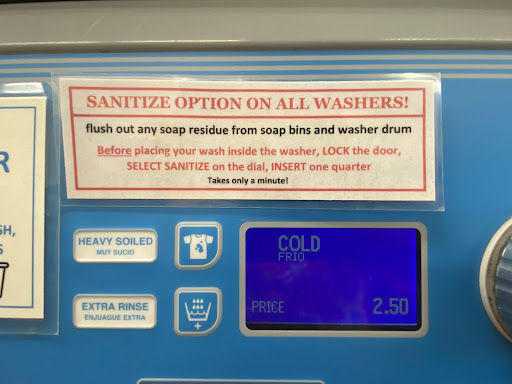 SANITIZE OPTION ON ALL WASHERS!
flush out any soap residue from soap bins and washer drum
Before placing your wash inside the washer, LOCK the door,
SELECT SANITIZE on the dial, INSERT one quarter
Takes only a minute!
HEAVY SOILED
MUY SUCIO
EXTRA RINSE
ENJUAGUE EXTRA
COLD
FRIO
PRICE 2.50